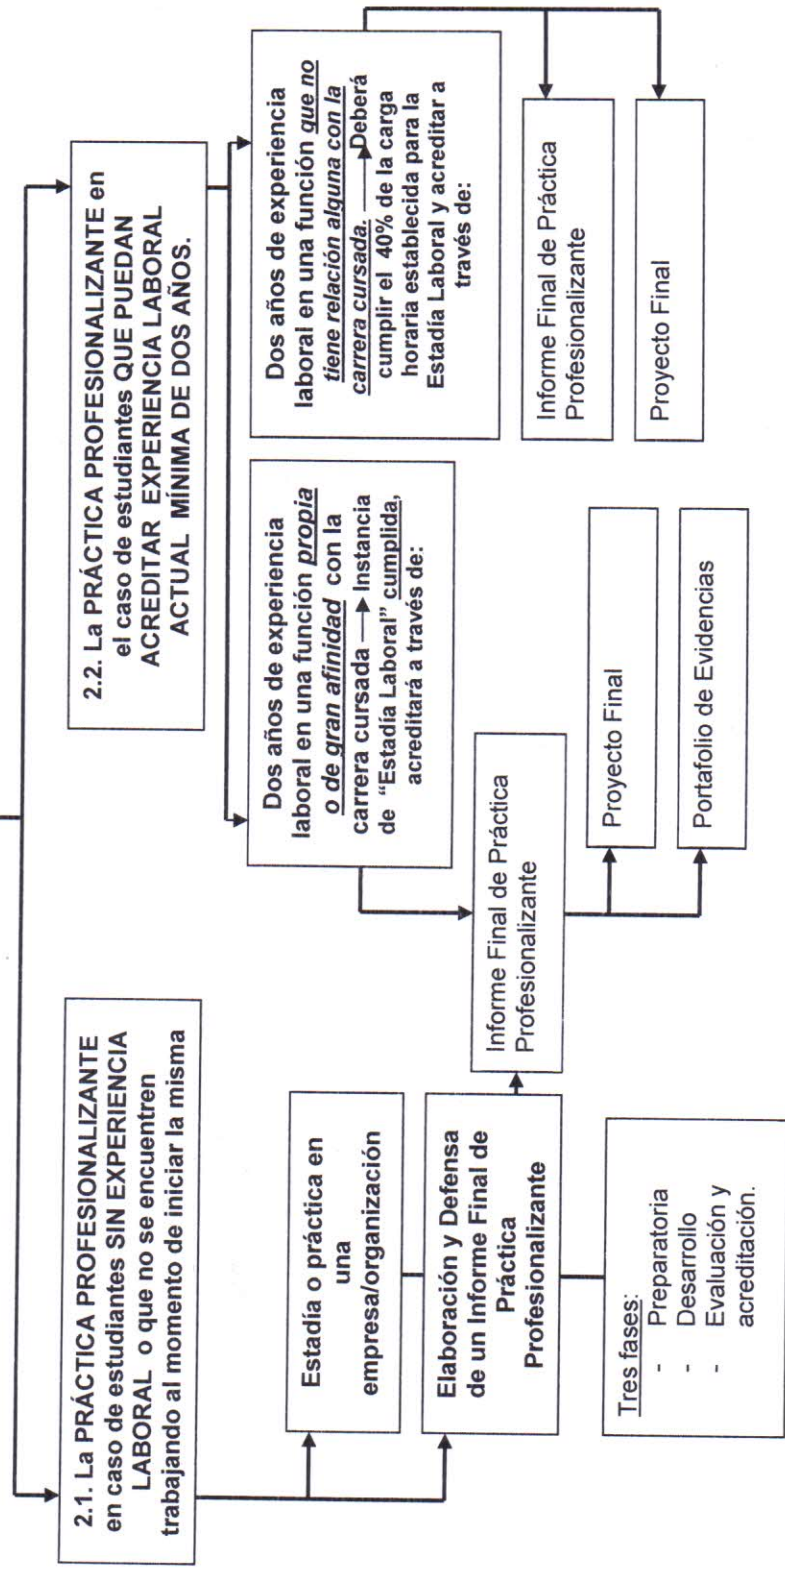 2.1. La PRÁCTICA PROFESIONALIZANTE
en caso de estudiantes SIN EXPERIENCIA
LABORAL o que no se encuentren
trabajando al momento de iniciar la misma
Estadía o práctica en
una
empresa/organización
Elaboración y Defensa
de un Informe Final de
Práctica
Profesionalizante
Tres fases:
- Preparatoria
- Desarrollo
- Evaluación y
acreditación.
2.2. La PRÁCTICA PROFESIONALIZANTE en
el caso de estudiantes QUE PUEDAN
ACREDITAR EXPERIENCIA LABORAL
ACTUAL MÍNIMA DE DOS AÑOS.
Dos años de experiencia
laboral en una función propia
o de gran afinidad con la
carrera cursada → Instancia
de “Estadía Laboral” cumplida,
acreditará a través de:
Informe Final de Práctica
Profesionalizante
Proyecto Final
Portafolio de Evidencias
Dos años de experiencia
laboral en una función que no
tiene relación alguna con la
carrera cursada. → Deberá
cumplir el 40% de la carga
horaria establecida para la
Estadía Laboral y acreditar a
través de:
Informe Final de Práctica
Profesionalizante
Proyecto Final